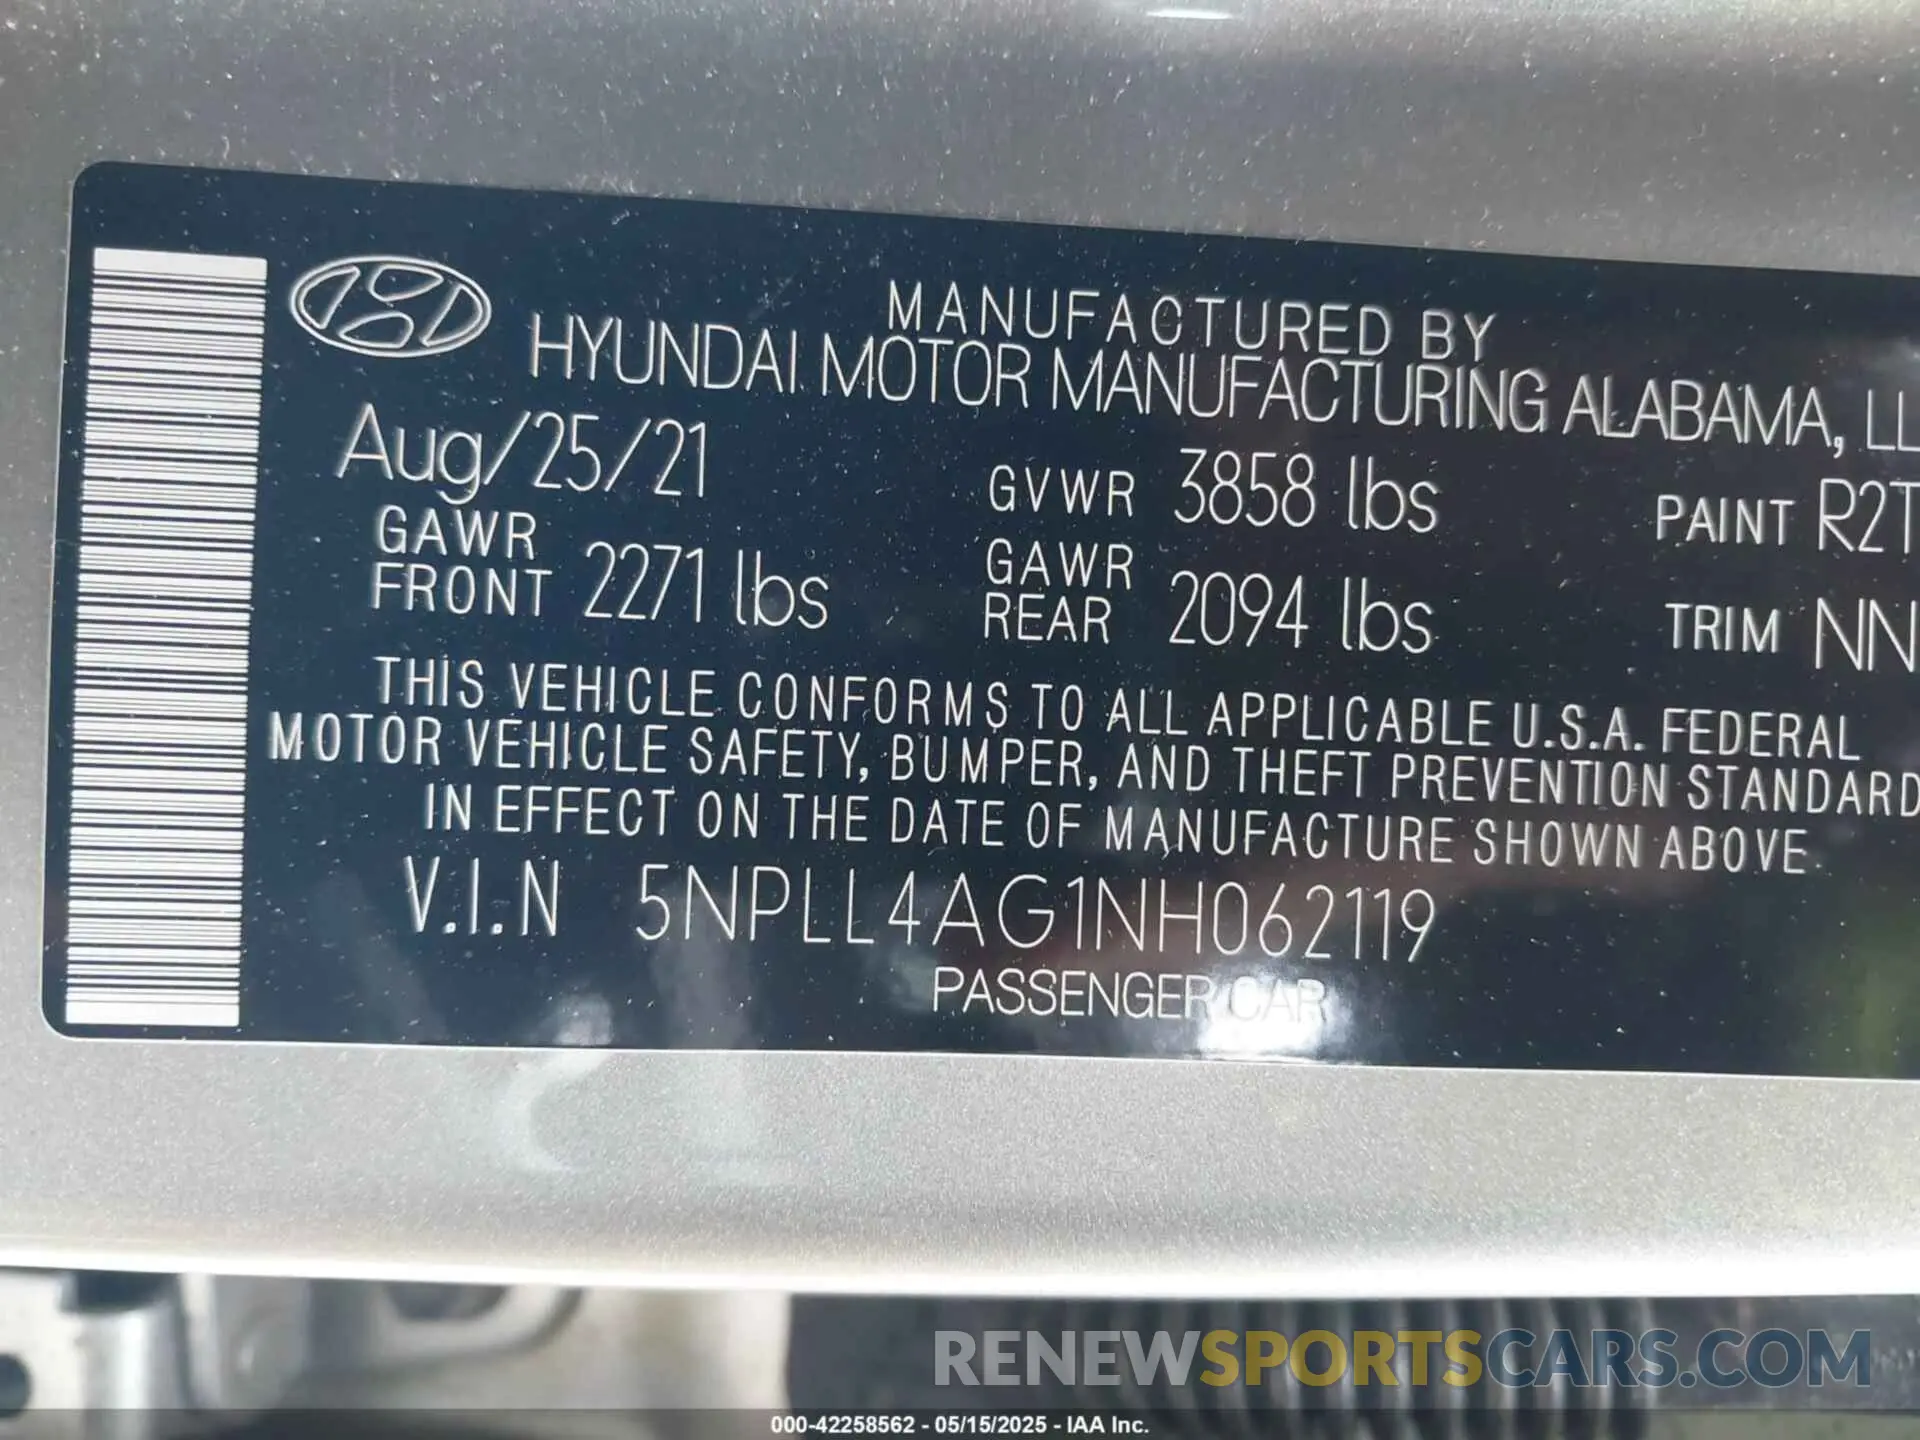 MANUFACTURED BY
HYUNDAI MOTOR MANUFACTURING ALABAMA, LL
Aug/25/21
GVWR 3858 lbs
PAINT R2T
GAWR FRONT 2271 lbs
GAWR REAR 2094 lbs
TRIM NN
THIS VEHICLE CONFORMS TO ALL APPLICABLE U.S.A. FEDERAL
MOTOR VEHICLE SAFETY, BUMPER, AND THEFT PREVENTION STANDARD
IN EFFECT ON THE DATE OF MANUFACTURE SHOWN ABOVE.
V.I.N 5NPLL4AG1NH062119
PASSENGER CAR
RENEWSPORTSCARS.COM
000-42258562 - 05/15/2025 - IAA Inc.